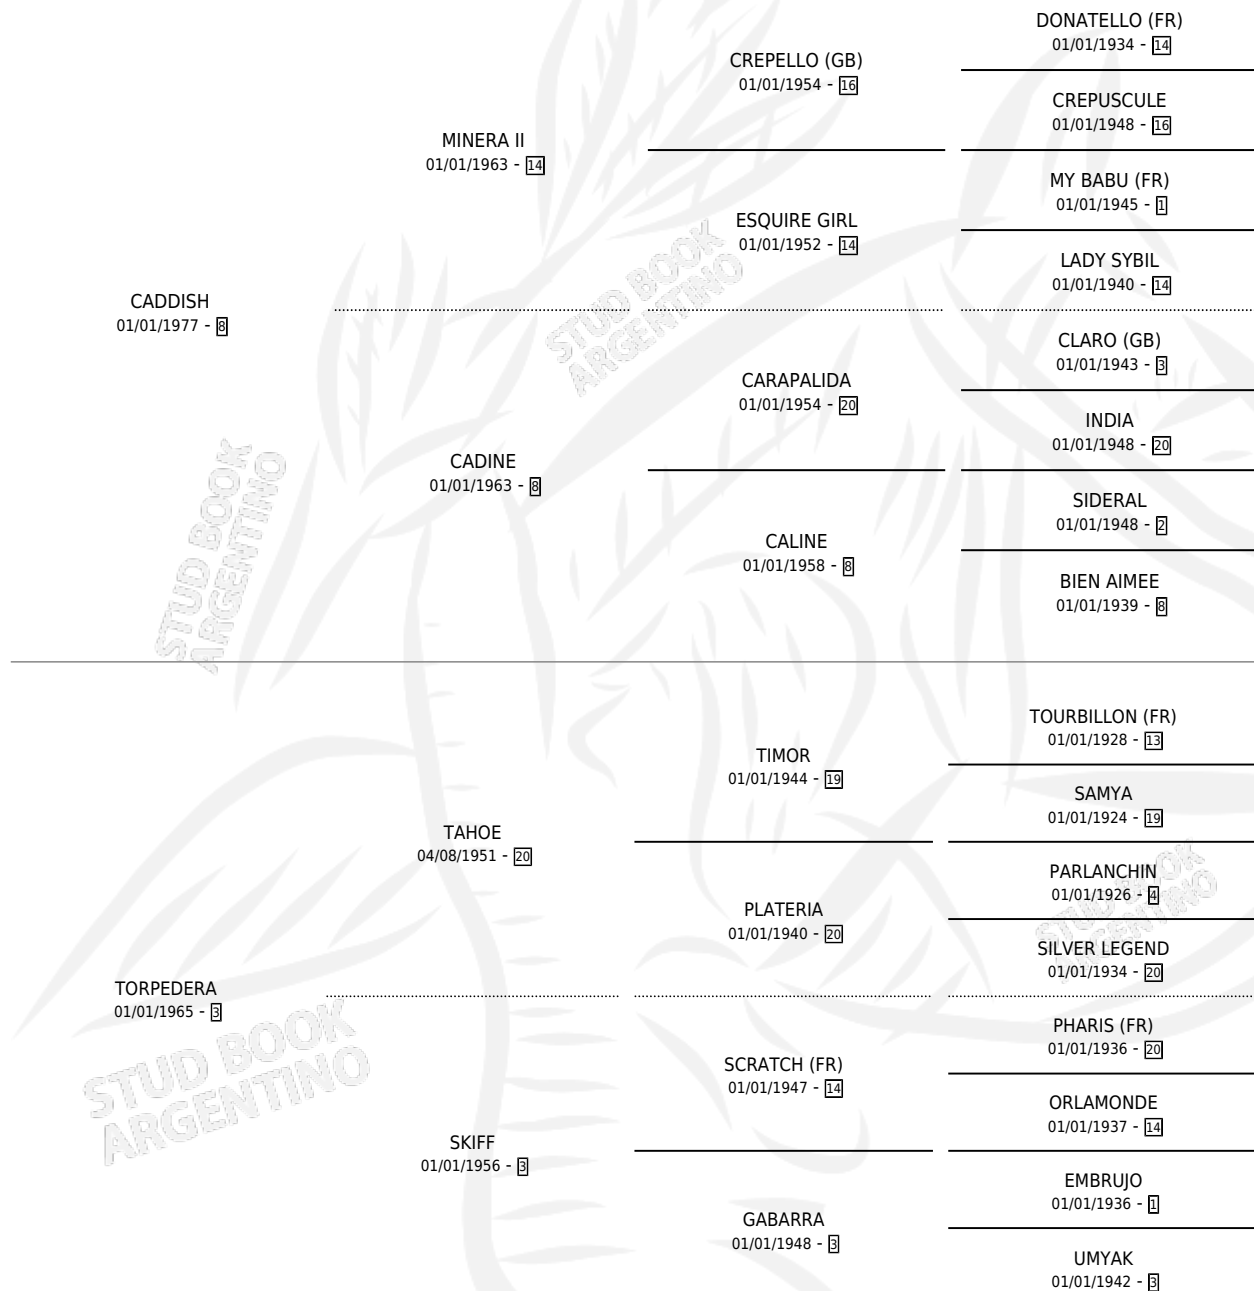 DONATELLO (FR)
01/01/1934 - 14
CREPELLO (GB)
01/01/1954 - 16
CREPUSCULE
01/01/1948 - 16
MINERA II
01/01/1963 - 14
MY BABU (FR)
01/01/1945 - 1
ESQUIRE GIRL
01/01/1952 - 14
LADY SYBIL
01/01/1940 - 14
CADDISH
01/01/1977 - 8
CLARO (GB)
01/01/1943 - 3
CARAPALIDA
01/01/1954 - 20
INDIA
01/01/1948 - 20
CADINE
01/01/1963 - 8
SIDERAL
01/01/1948 - 2
CALINE
01/01/1958 - 8
BIEN AIMEE
01/01/1939 - 8
TOURBILLON (FR)
01/01/1928 - 13
TIMOR
01/01/1944 - 19
SAMYA
01/01/1924 - 19
TAHOE
04/08/1951 - 20
PARLANCHIN
01/01/1926 - 4
PLATERIA
01/01/1940 - 20
SILVER LEGEND
01/01/1934 - 20
TORPEDERA
01/01/1965 - 3
PHARIS (FR)
01/01/1936 - 20
SCRATCH (FR)
01/01/1947 - 14
ORLAMONDE
01/01/1937 - 14
SKIFF
01/01/1956 - 3
EMBRUJO
01/01/1936 - 1
GABARRA
01/01/1948 - 3
UMYAK
01/01/1942 - 3
STUD BOOK
ARGENTINO
STUD BOOK
ARGENTINO
STUD BOOK
ARGENTINO
STUD BOOK
ARGENTINO